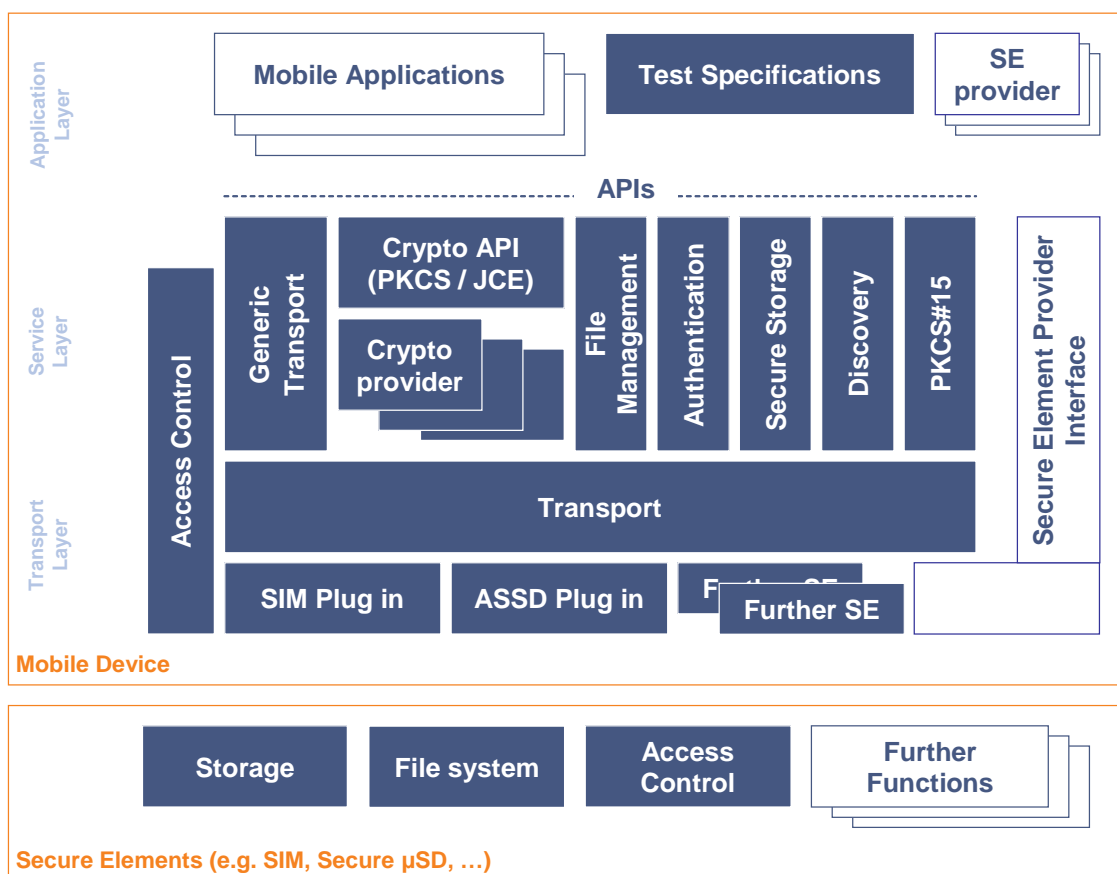 Application
Layer
Mobile Applications
Test Specifications
SE
provider
APIs
Service
Layer
Access Control
Generic
Transport
Crypto API
(PKCS / JCE)
Crypto
provider
File
Management
Authentication
Secure Storage
Discovery
PKCS#15
Secure Element Provider
Interface
Transport
Layer
Transport
SIM Plug in
ASSD Plug in
Further SE
Further SE
Mobile Device
Storage
File system
Access
Control
Further
Functions
Secure Elements (e.g. SIM, Secure µSD, …)